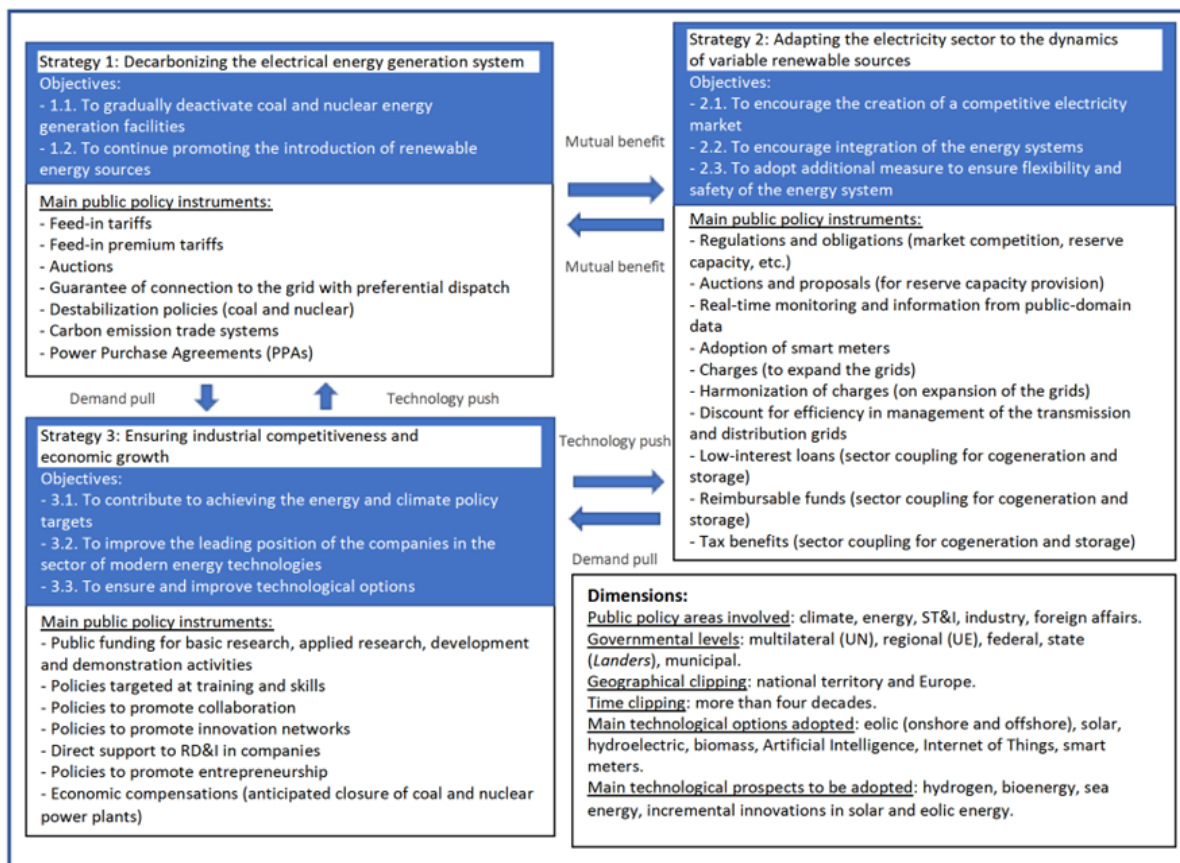 Strategy 1: Decarbonizing the electrical energy generation system
Objectives:
- 1.1. To gradually deactivate coal and nuclear energy
generation facilities
- 1.2. To continue promoting the introduction of renewable
energy sources
Main public policy instruments:
- Feed-in tariffs
- Feed-in premium tariffs
- Auctions
- Guarantee of connection to the grid with preferential dispatch
- Destabilization policies (coal and nuclear)
- Carbon emission trade systems
- Power Purchase Agreements (PPAs)
Mutual benefit
Mutual benefit
Strategy 2: Adapting the electricity sector to the dynamics
of variable renewable sources
Objectives:
- 2.1. To encourage the creation of a competitive electricity
market
- 2.2. To encourage integration of the energy systems
- 2.3. To adopt additional measure to ensure flexibility and
safety of the energy system
Main public policy instruments:
- Regulations and obligations (market competition, reserve
capacity, etc.)
- Auctions and proposals (for reserve capacity provision)
- Real-time monitoring and information from public-domain
data
- Adoption of smart meters
- Charges (to expand the grids)
- Harmonization of charges (on expansion of the grids)
- Discount for efficiency in management of the transmission
and distribution grids
- Low-interest loans (sector coupling for cogeneration and
storage)
- Reimbursable funds (sector coupling for cogeneration and
storage)
- Tax benefits (sector coupling for cogeneration and storage)
Demand pull
Technology push
Strategy 3: Ensuring industrial competitiveness and
economic growth
Objectives:
- 3.1. To contribute to achieving the energy and climate policy
targets
- 3.2. To improve the leading position of the companies in the
sector of modern energy technologies
- 3.3. To ensure and improve technological options
Main public policy instruments:
- Public funding for basic research, applied research, development
and demonstration activities
- Policies targeted at training and skills
- Policies to promote collaboration
- Policies to promote innovation networks
- Direct support to RD&I in companies
- Policies to promote entrepreneurship
- Economic compensations (anticipated closure of coal and nuclear
power plants)
Technology push
Demand pull
Dimensions:
Public policy areas involved: climate, energy, ST&I, industry, foreign affairs.
Governmental levels: multilateral (UN), regional (UE), federal, state
(Landers), municipal.
Geographical clipping: national territory and Europe.
Time clipping: more than four decades.
Main technological options adopted: eolic (onshore and offshore), solar,
hydroelectric, biomass, Artificial Intelligence, Internet of Things, smart
meters.
Main technological prospects to be adopted: hydrogen, bioenergy, sea
energy, incremental innovations in solar and eolic energy.